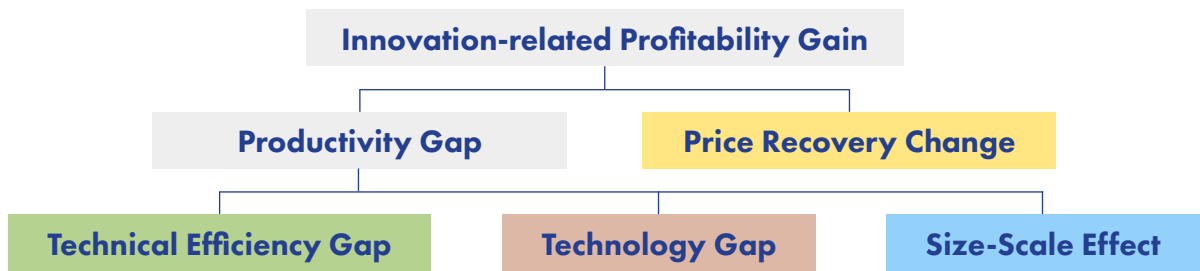 Innovation-related Profitability Gain
Productivity Gap
Price Recovery Change
Technical Efficiency Gap
Technology Gap
Size-Scale Effect